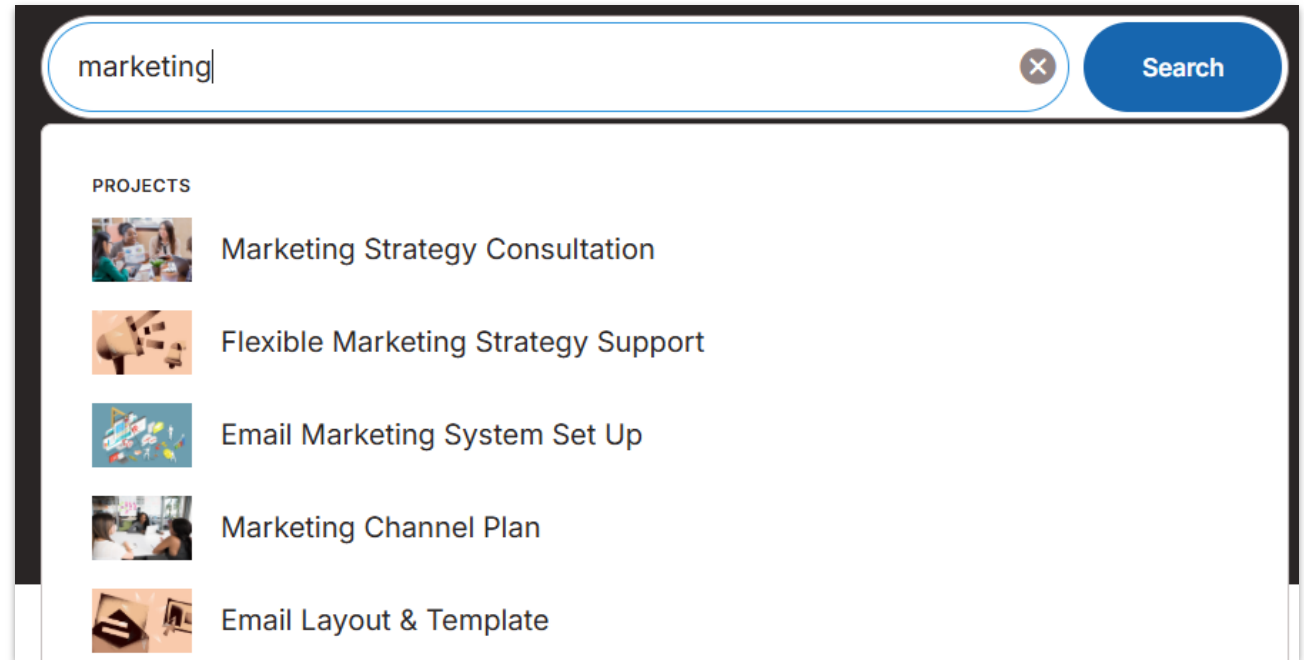 marketing
Search
PROJECTS
Marketing Strategy Consultation
Flexible Marketing Strategy Support
Email Marketing System Set Up
Marketing Channel Plan
Email Layout & Template